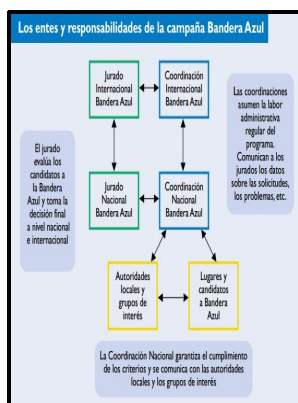 Los entes y responsabilidades de la campaña Bandera Azul
Jurado
Internacional
Bandera Azul
Coordinación
Internacional
Bandera Azul
Las coordinaciones
asumen la labor
administrativa
regular del
programa.
Comunican a los
jurados los datos
sobre las solicitudes,
los problemas, etc.
El jurado
evalúa los
candidatos a
la Bandera
Azul y toma la
decisión final
a nivel nacional
e internacional
Jurado
Nacional
Bandera Azul
Coordinación
Nacional
Bandera Azul
Autoridades
locales y
grupos de
interés
Lugares y
candidatos
a Bandera
Azul
La Coordinación Nacional garantiza el cumplimiento
de los criterios y se comunica con las autoridades
locales y los grupos de interés